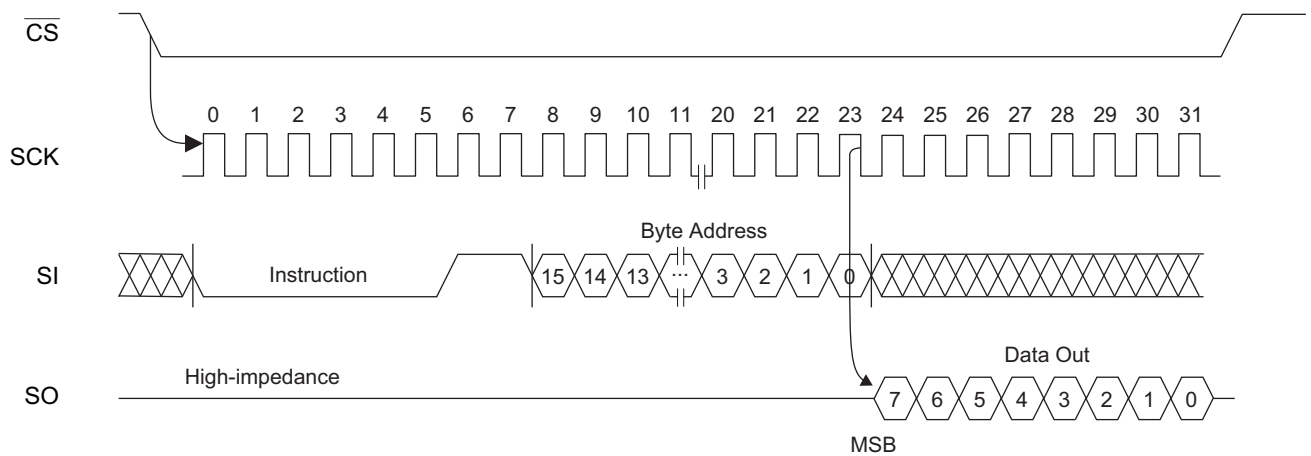 CS
0 1 2 3 4 5 6 7 8 9 10 11 20 21 22 23 24 25 26 27 28 29 30 31
SCK
Byte Address
SI Instruction 15 14 13 ... 3 2 1 0
Data Out
High-impedance
SO 7 6 5 4 3 2 1 0
MSB